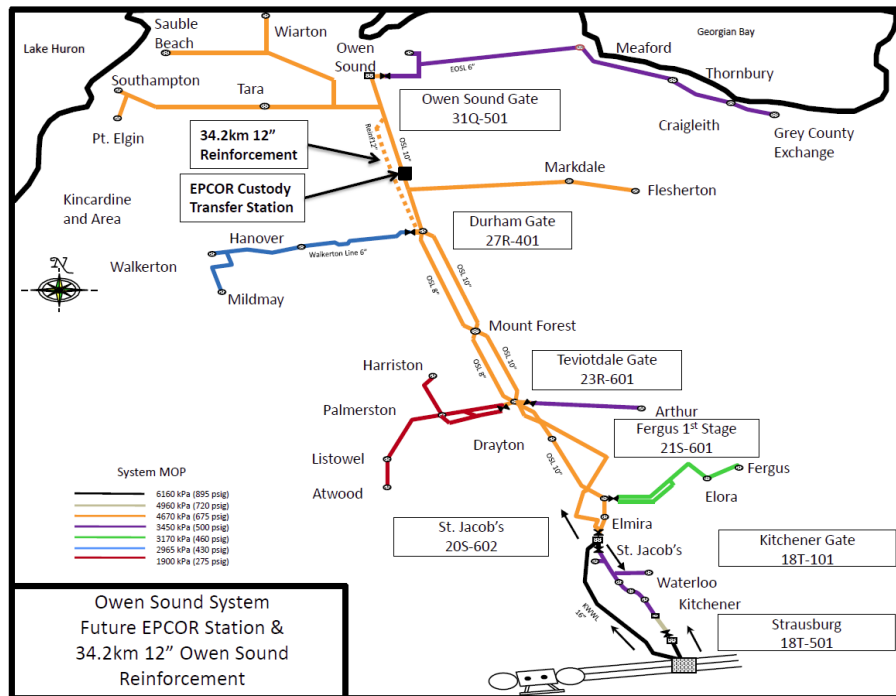 Lake Huron
Sauble
Beach
Wiarton
Owen
Sound
Georgian Bay
Meaford
Thornbury
Craigleith
Grey County
Exchange
EOSL 6"
Southampton
Tara
Pt. Elgin
Owen Sound Gate
31Q-501
34.2km 12”
Reinforcement
Reinf12"
OSL 10"
EPCOR Custody
Transfer Station
Markdale
Flesherton
Kincardine
and Area
Durham Gate
27R-401
Hanover
Walkerton Line 6"
Walkerton
Mildmay
N
OSL 10"
OSL 8"
Mount Forest
OSL 10"
OSL 8"
Teviotdale Gate
23R-601
Harriston
Palmerston
Arthur
Drayton
Fergus 1st Stage
21S-601
Listowel
Atwood
OSL 10"
Fergus
Elora
Elmira
System MOP
6160 kPa (895 psig)
4960 kPa (720 psig)
4670 kPa (675 psig)
3450 kPa (500 psig)
3170 kPa (460 psig)
2965 kPa (430 psig)
1900 kPa (275 psig)
St. Jacob's
20S-602
St. Jacob's
Kitchener Gate
18T-101
Waterloo
Kitchener
KWWL
16"
Strausburg
18T-501
Owen Sound System
Future EPCOR Station &
34.2km 12” Owen Sound
Reinforcement